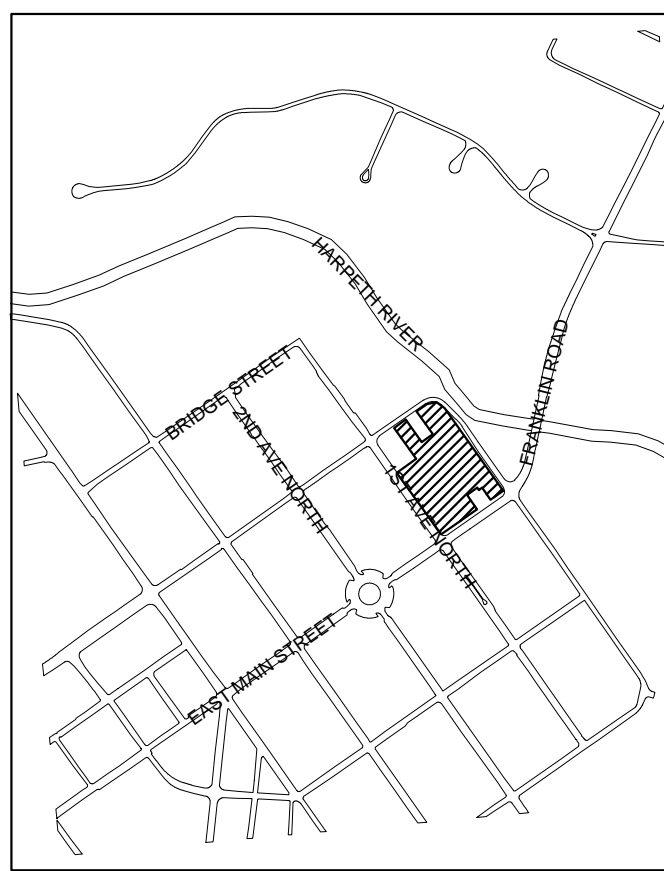 HARPETH RIVER
FRANKLIN ROAD
BRIDGE STREET
2ND AVE NORTH
1ST AVE NORTH
EAST MAIN STREET